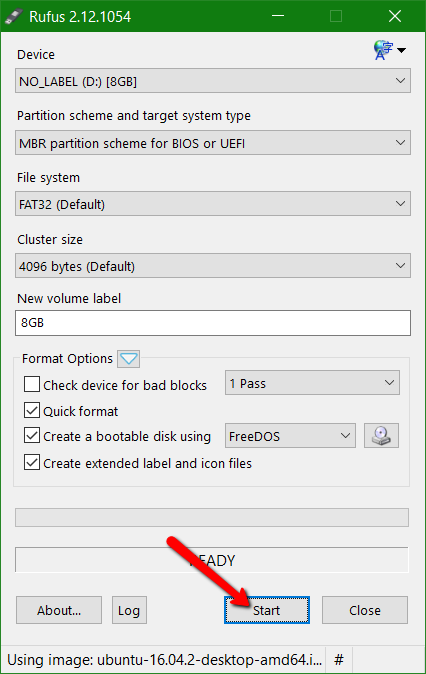 Rufus 2.12.1054
Device
NO_LABEL (D:) [8GB]
Partition scheme and target system type
MBR partition scheme for BIOS or UEFI
File system
FAT32 (Default)
Cluster size
4096 bytes (Default)
New volume label
8GB
Format Options
Check device for bad blocks 1 Pass
Quick format
Create a bootable disk using FreeDOS
Create extended label and icon files
READY
About... Log Start Close
Using image: ubuntu-16.04.2-desktop-amd64.i... #